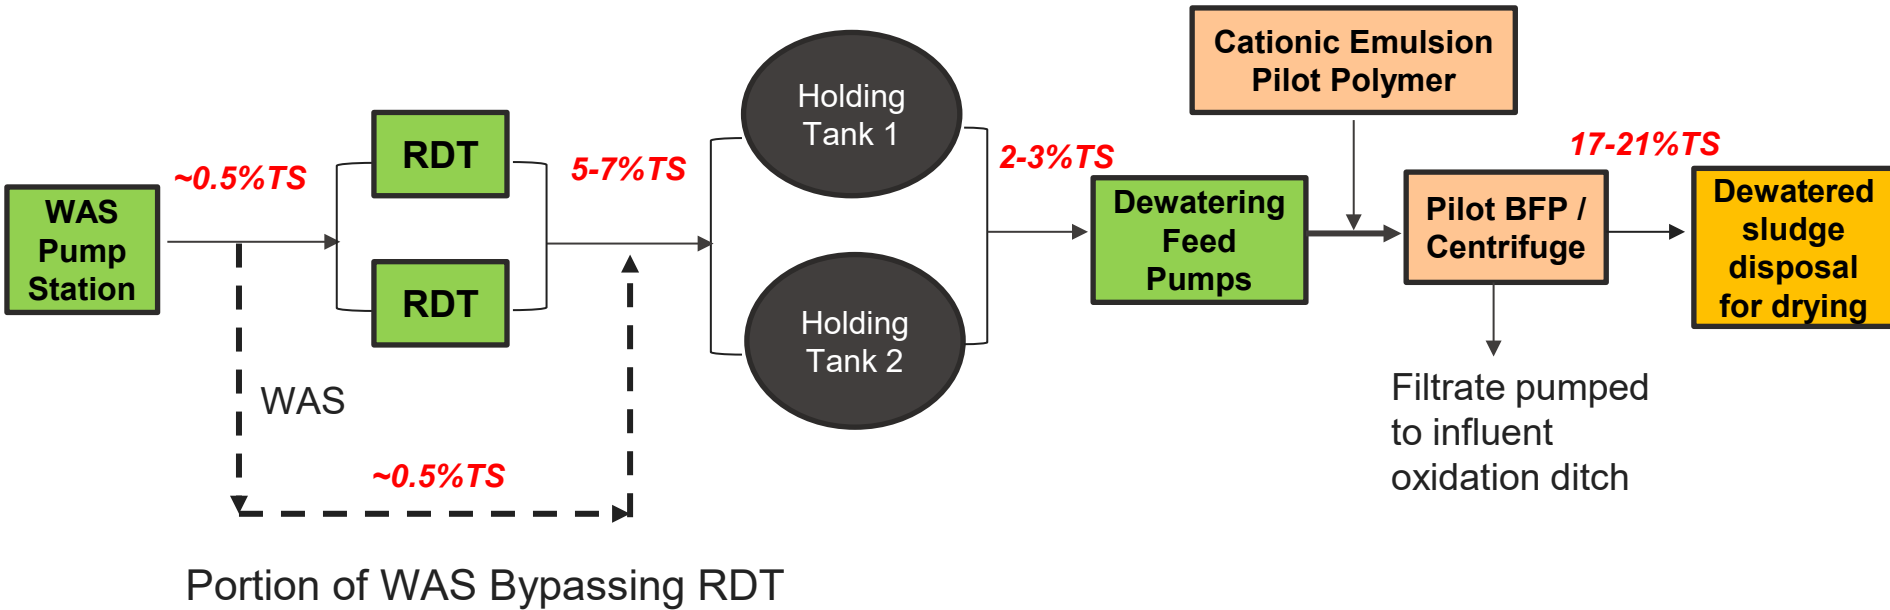 WAS
Pump
Station
~0.5%TS
RDT
RDT
WAS
~0.5%TS
Portion of WAS Bypassing RDT
5-7%TS
Holding
Tank 1
Holding
Tank 2
2-3%TS
Dewatering
Feed
Pumps
Cationic Emulsion
Pilot Polymer
Pilot BFP /
Centrifuge
Filtrate pumped
to influent
oxidation ditch
17-21%TS
Dewatered
sludge
disposal
for drying